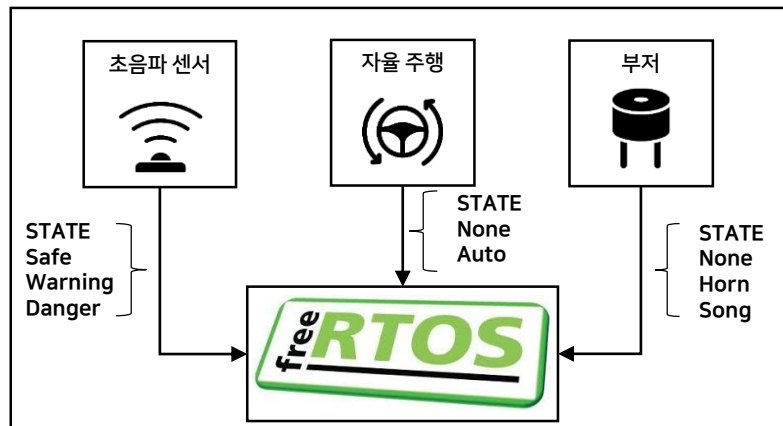 초음파 센서
자율 주행
부저
STATE
Safe
Warning
Danger
STATE
None
Auto
STATE
None
Horn
Song
free RTOS